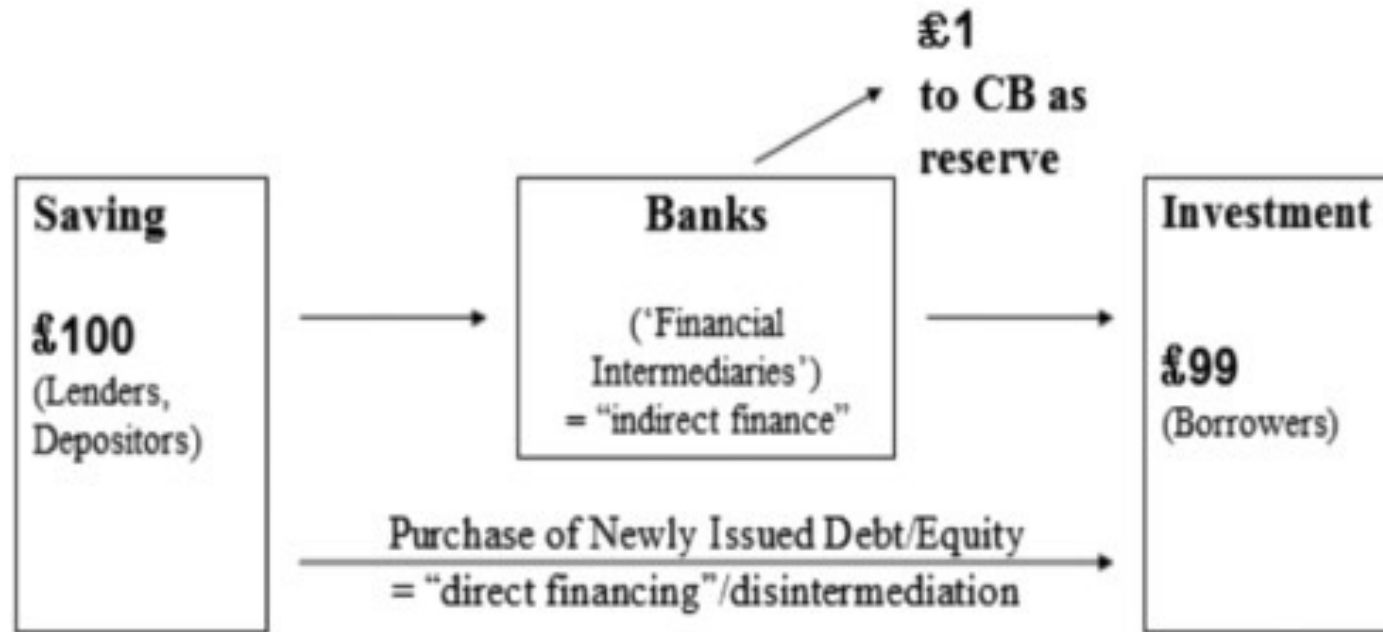 £1
to CB as
reserve
Saving
£100
(Lenders,
Depositors)
Banks
(‘Financial
Intermediaries’)
= “indirect finance”
Investment
£99
(Borrowers)
Purchase of Newly Issued Debt/Equity
= “direct financing”/disintermediation